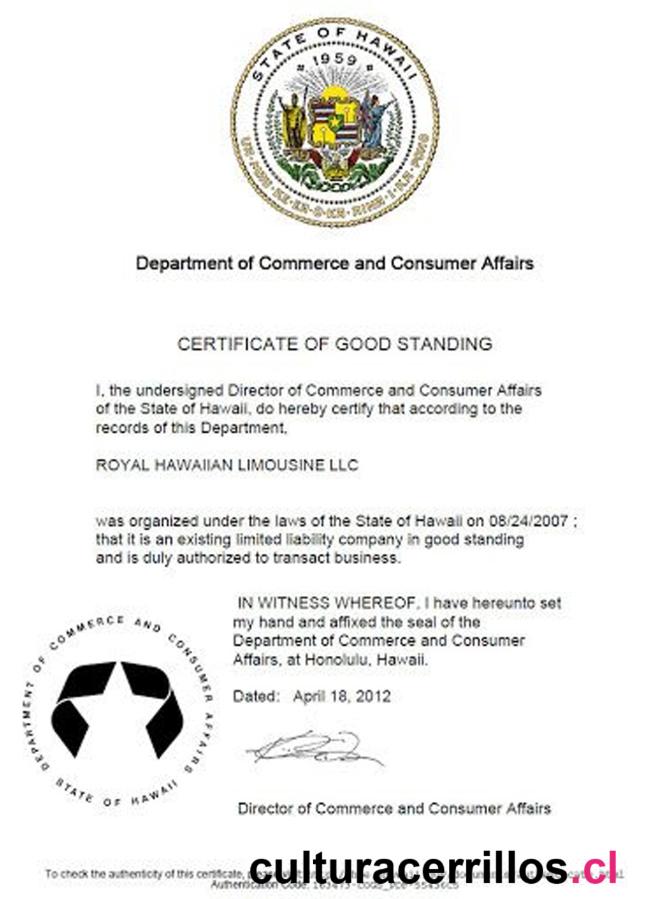 STATE OF HAWAII
1959
UA MAU KE EA O KA AINA I KA PONO
Department of Commerce and Consumer Affairs
CERTIFICATE OF GOOD STANDING
I, the undersigned Director of Commerce and Consumer Affairs
of the State of Hawaii, do hereby certify that according to the
records of this Department,
ROYAL HAWAIIAN LIMOUSINE LLC
was organized under the laws of the State of Hawaii on 08/24/2007 ;
that it is an existing limited liability company in good standing
and is duly authorized to transact business.
IN WITNESS WHEREOF, I have hereunto set
my hand and affixed the seal of the
Department of Commerce and Consumer
Affairs, at Honolulu, Hawaii.
Dated: April 18, 2012
DEPARTMENT OF COMMERCE AND CONSUMER AFFAIRS
STATE OF HAWAII
Director of Commerce and Consumer Affairs
To check the authenticity of this certificate,
Authentication Code:
culturacerrillos.cl